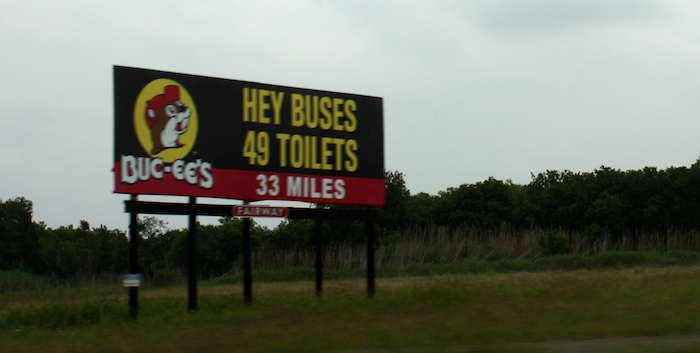 HEY BUSES
49 TOILETS
BUC-EE'S
33 MILES
FAIRWAY